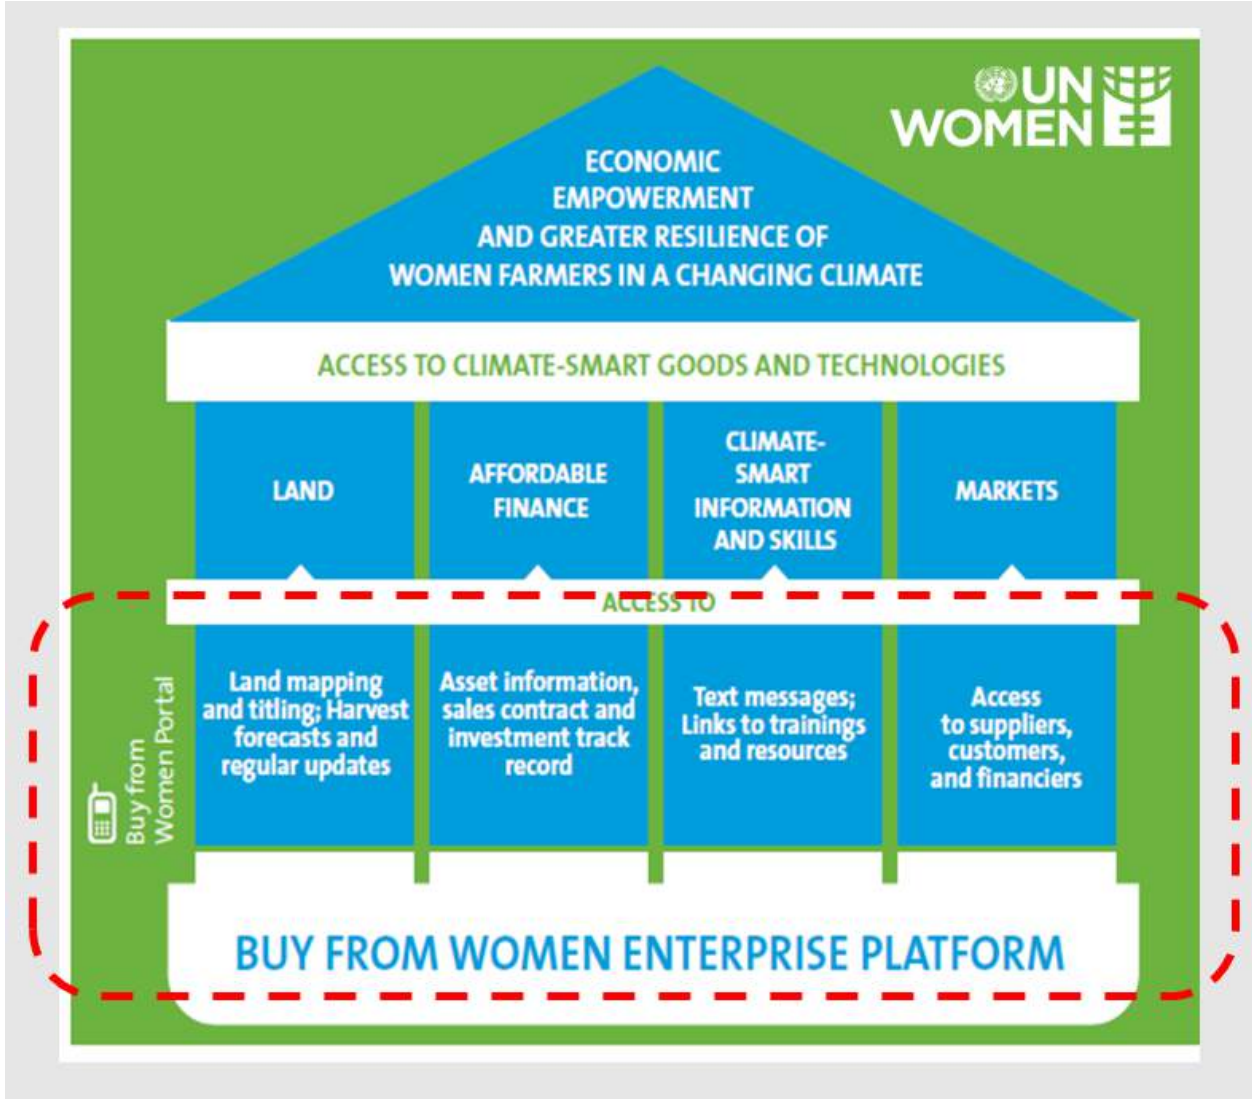 UN
WOMEN
ECONOMIC
EMPOWERMENT
AND GREATER RESILIENCE OF
WOMEN FARMERS IN A CHANGING CLIMATE
ACCESS TO CLIMATE-SMART GOODS AND TECHNOLOGIES
LAND
AFFORDABLE
FINANCE
CLIMATE-
SMART
INFORMATION
AND SKILLS
MARKETS
ACCESS TO
Buy from
Women Portal
Land mapping
and titling; Harvest
forecasts and
regular updates
Asset information,
sales contract and
investment track
record
Text messages;
Links to trainings
and resources
Access
to suppliers,
customers,
and financiers
BUY FROM WOMEN ENTERPRISE PLATFORM